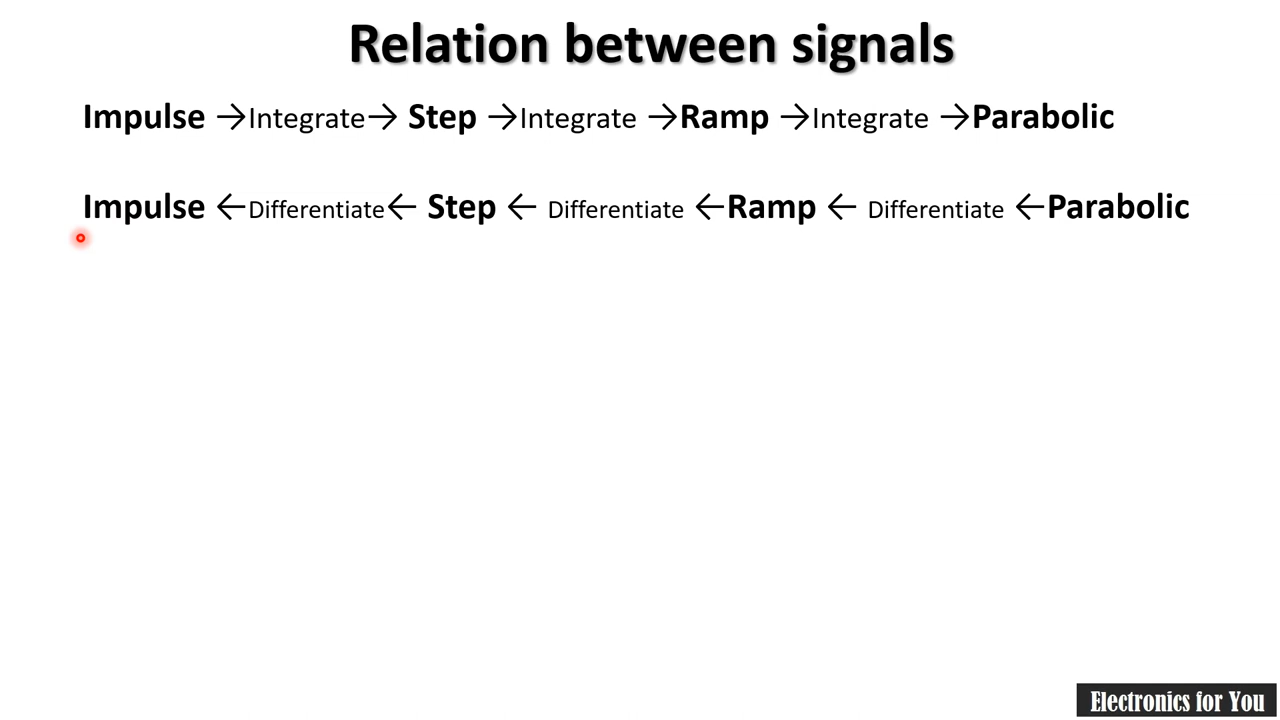 Relation between signals
Impulse →Integrate→ Step →Integrate →Ramp →Integrate →Parabolic
Impulse ←Differentiate← Step ← Differentiate ←Ramp ← Differentiate ←Parabolic
Electronics for You